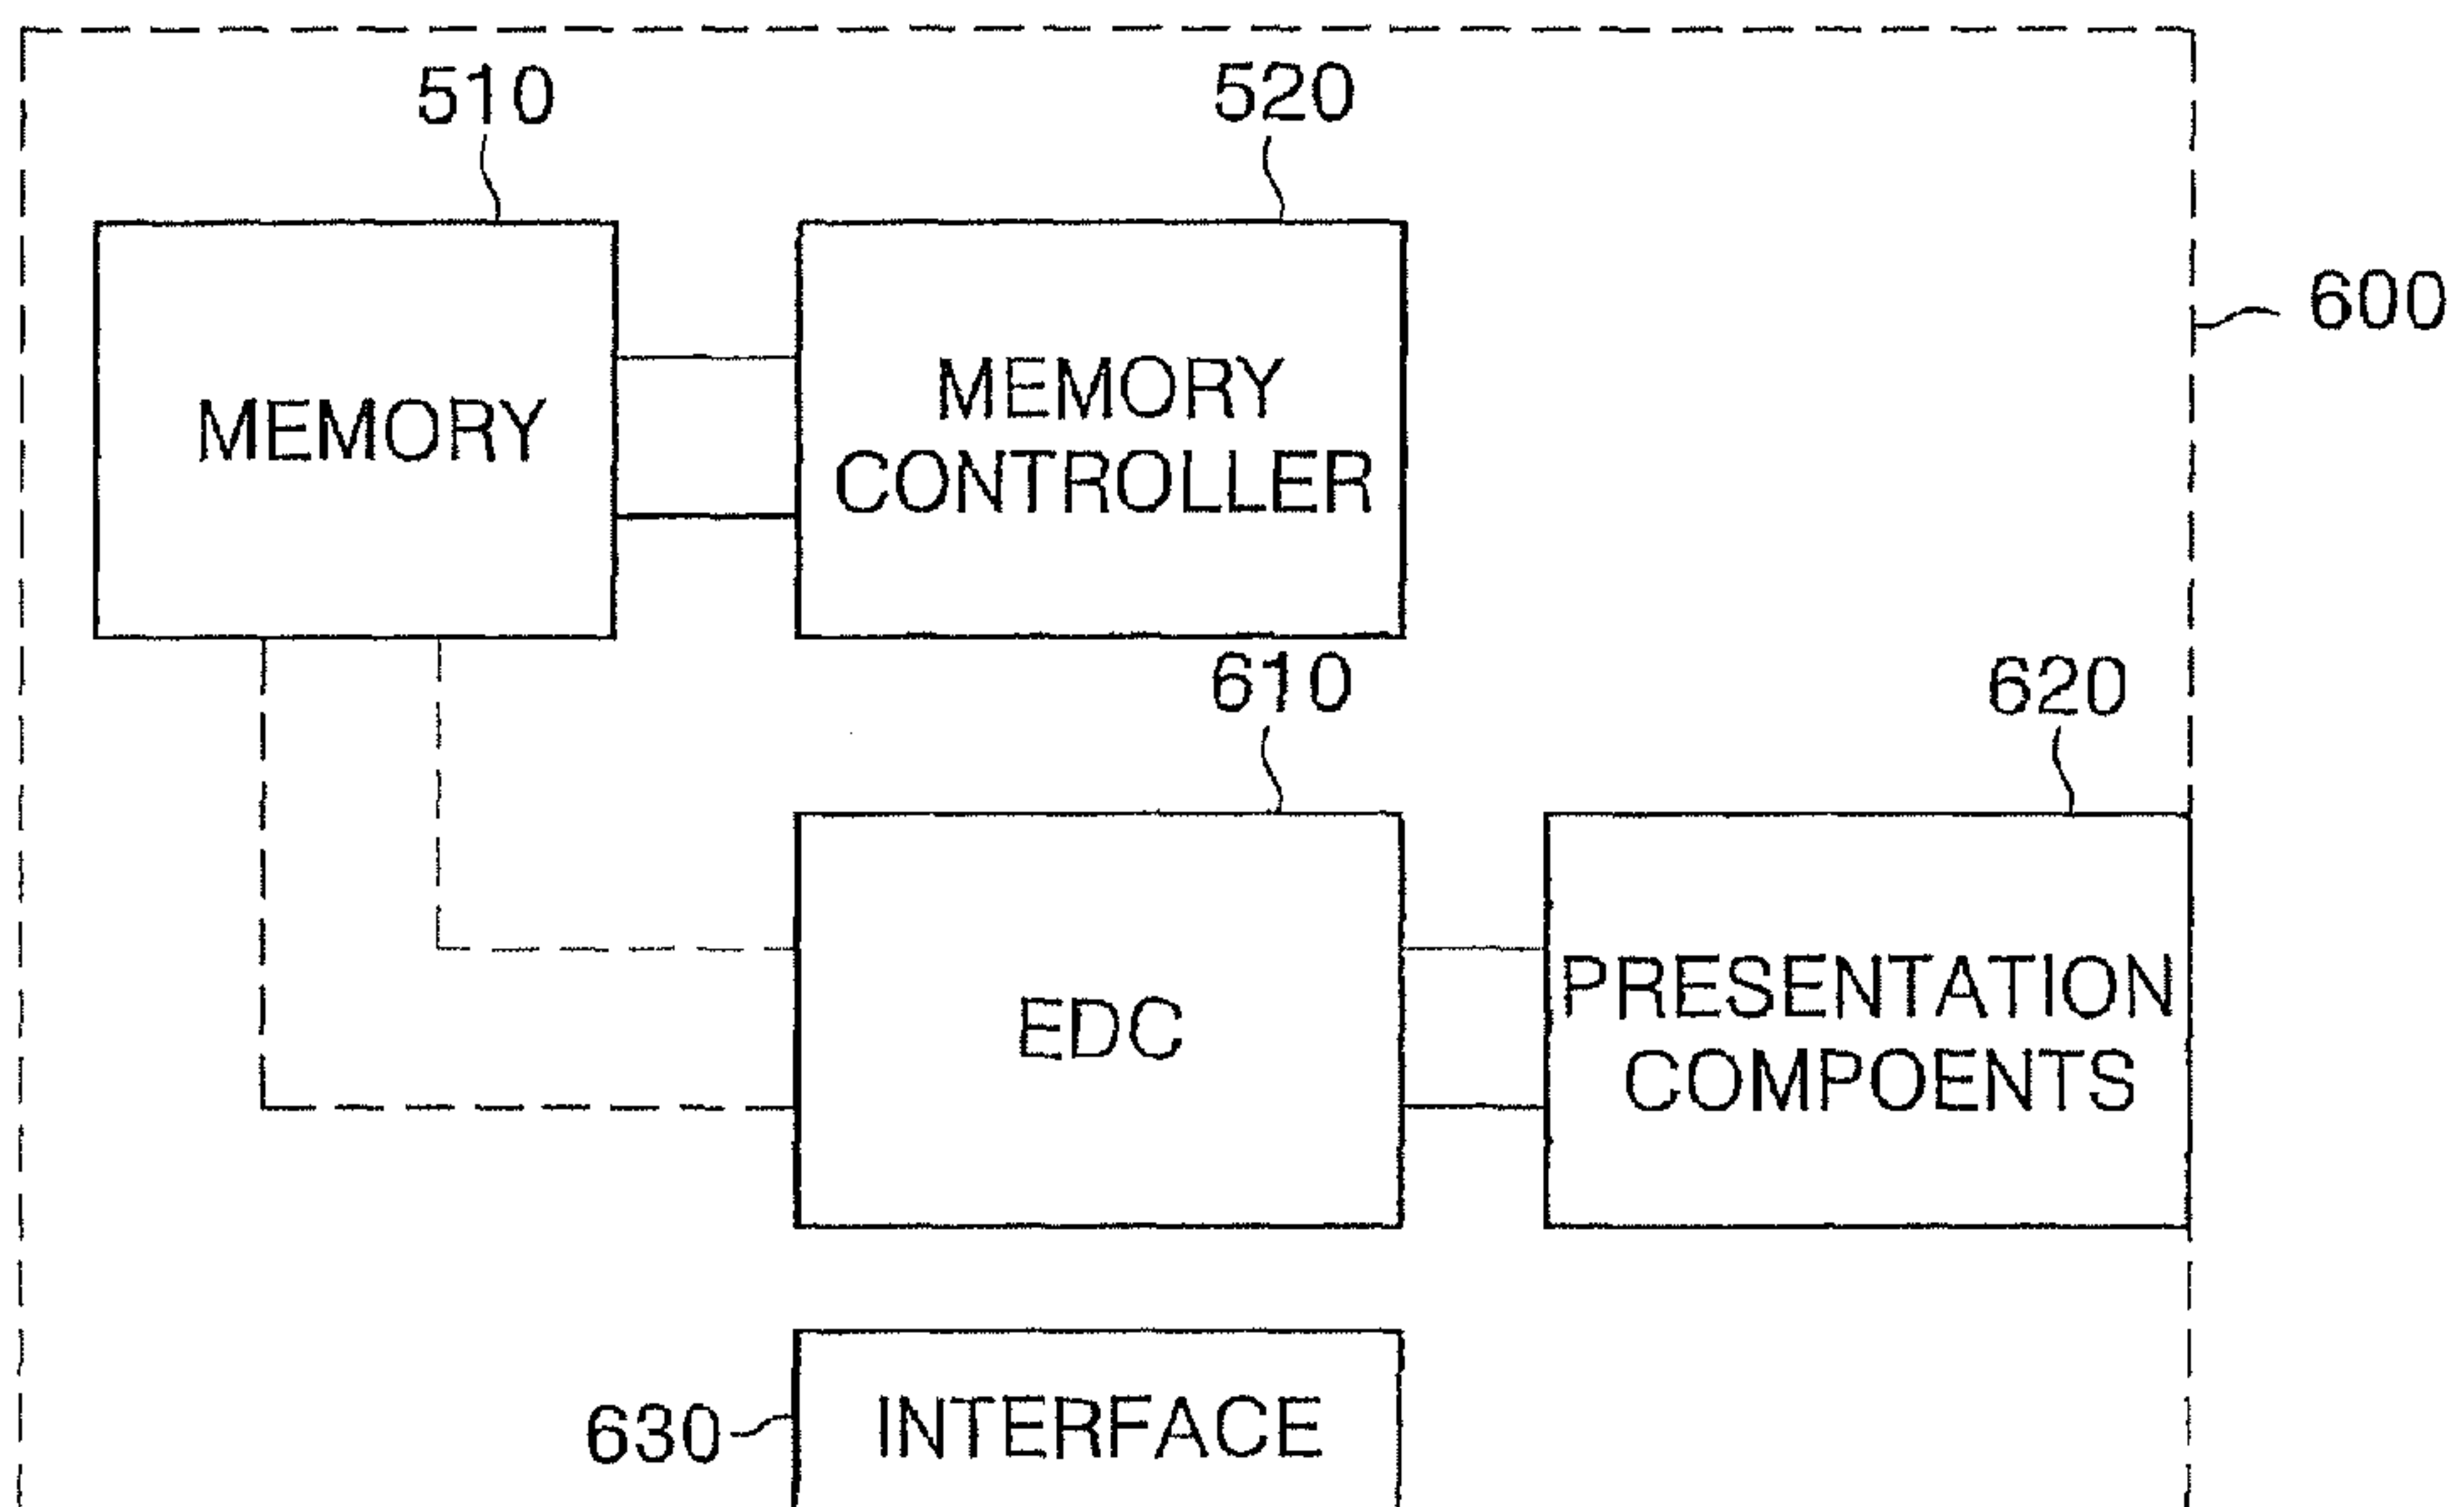 510
520
600
MEMORY
MEMORY
CONTROLLER
610
620
EDC
PRESENTATION
COMPOENTS
630
INTERFACE